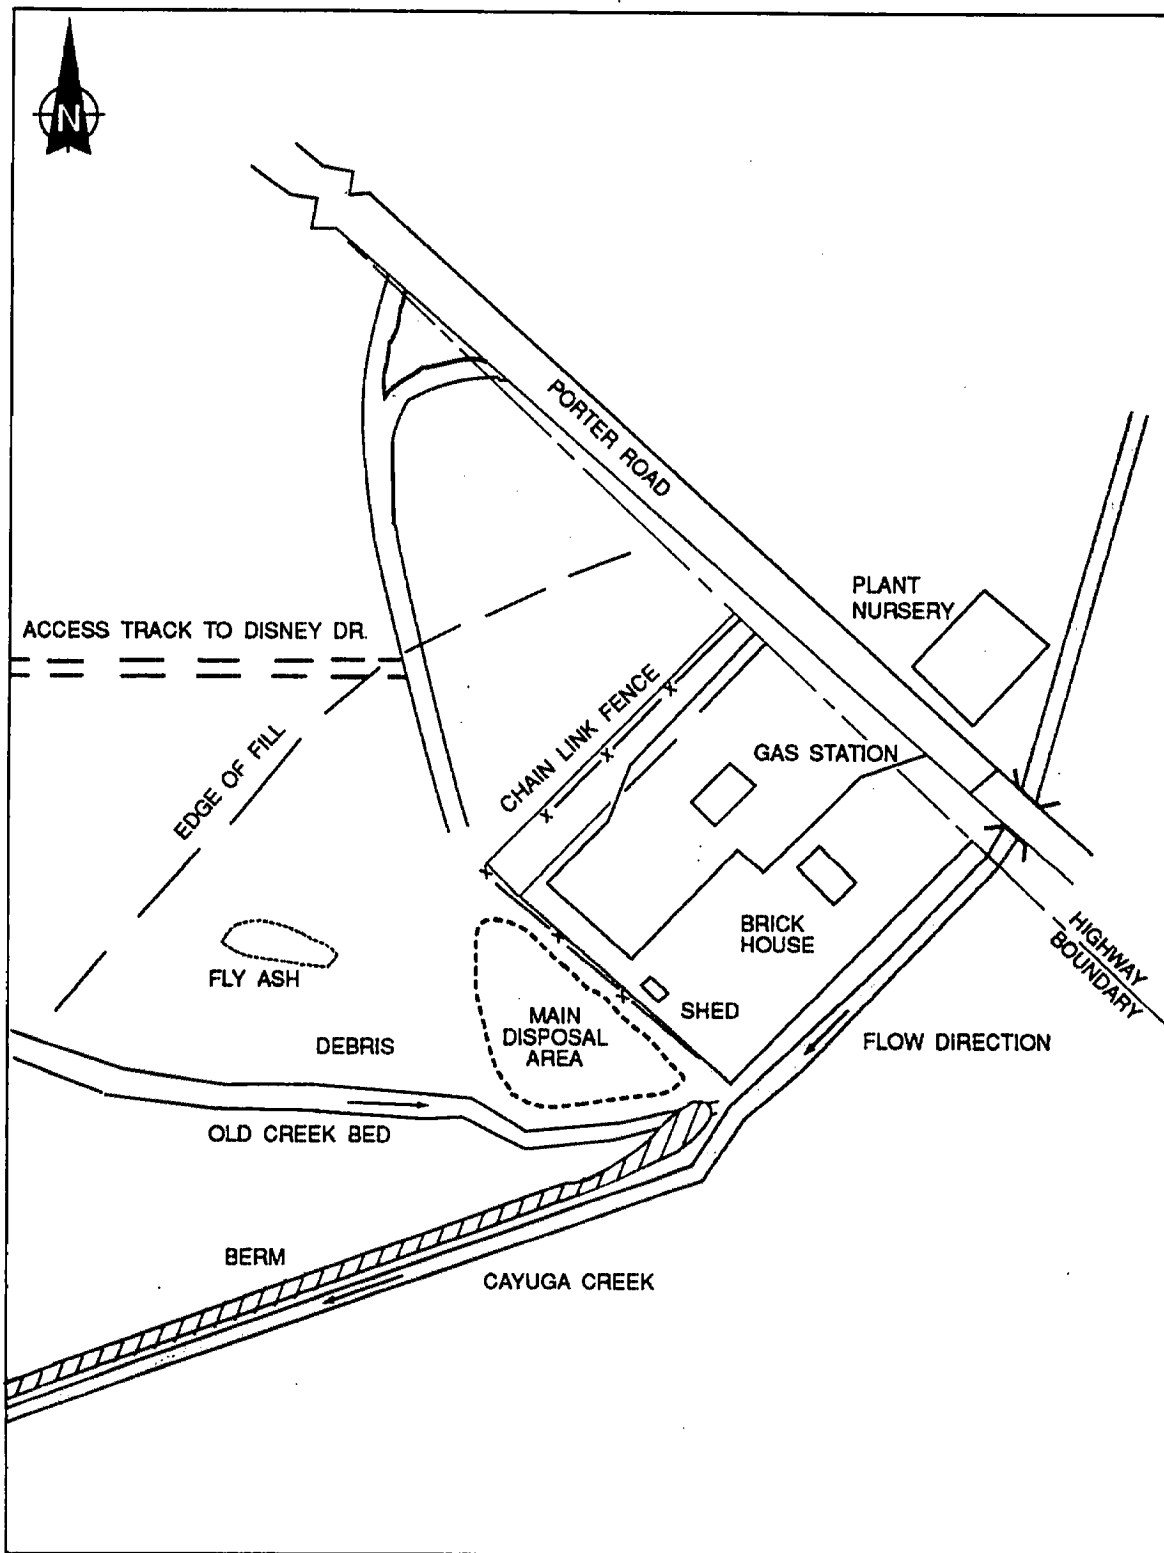 N
PORTER ROAD
PLANT
NURSERY
ACCESS TRACK TO DISNEY DR.
CHAIN LINK FENCE
EDGE OF FILL
GAS STATION
BRICK
HOUSE
HIGHWAY
BOUNDARY
FLY ASH
SHED
MAIN
DISPOSAL
AREA
DEBRIS
FLOW DIRECTION
OLD CREEK BED
BERM
CAYUGA CREEK